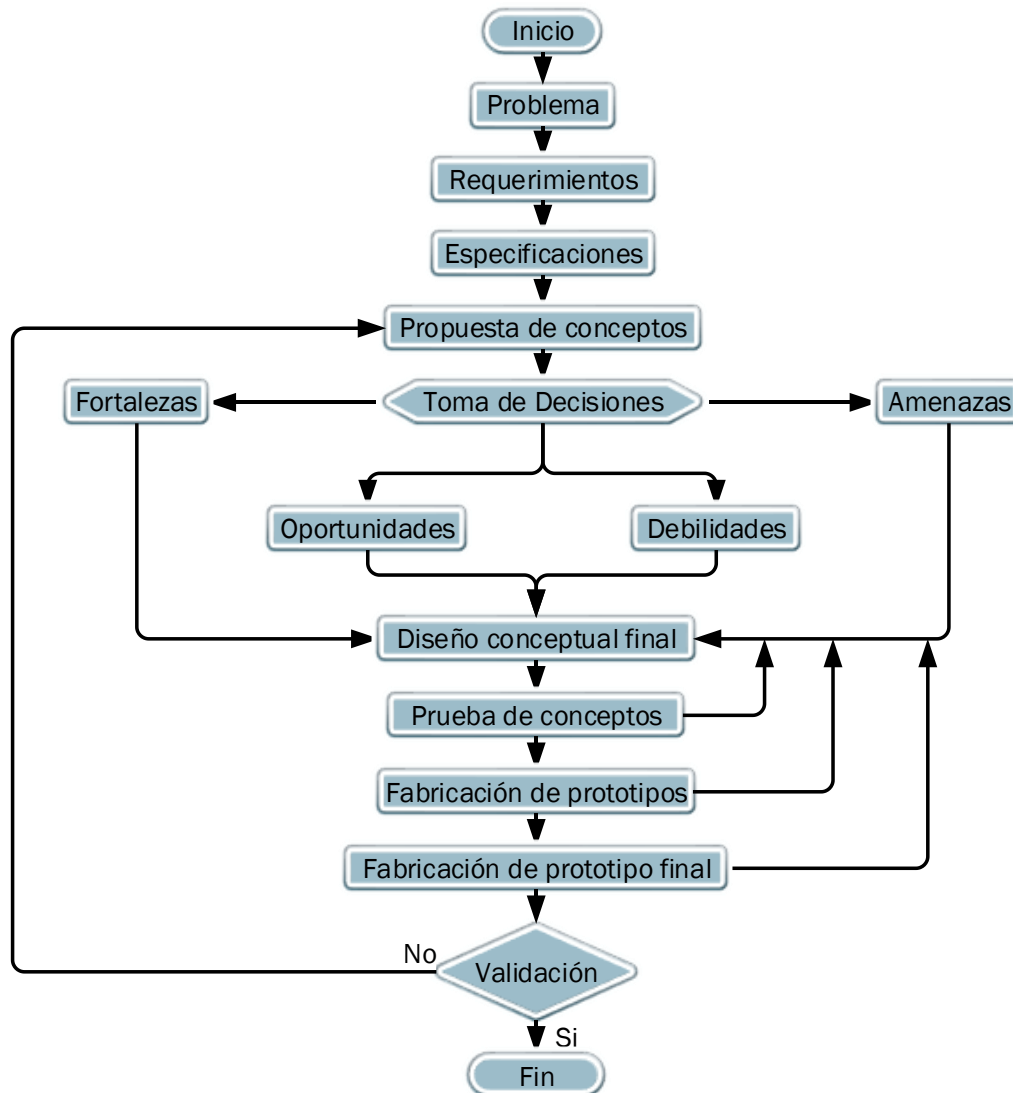 Inicio
Problema
Requerimientos
Especificaciones
Propuesta de conceptos
Fortalezas
Toma de Decisiones
Amenazas
Oportunidades
Debilidades
Diseño conceptual final
Prueba de conceptos
Fabricación de prototipos
Fabricación de prototipo final
No
Validación
Si
Fin